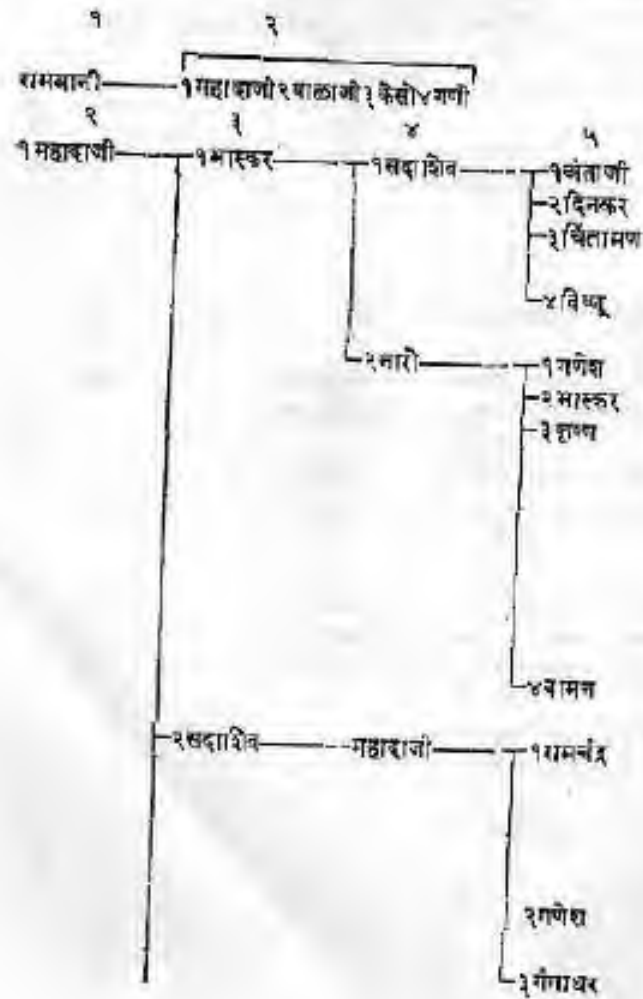 १ २
रामबाजी १ महादाजी २ बाळाजी ३ केसो ४ गणो
२ ३ ४ ५
१ महादाजी १ भास्कर १ सदाशिव १ अंताजी
२ दिनकर
३ चिंतामण
४ विष्णू
२ नारो १ गणेश
२ भास्कर
३ कृष्ण
४ वामन
२ सदाशिव महादाजी १ रामचंद्र
२ गणेश
३ गंगाधर